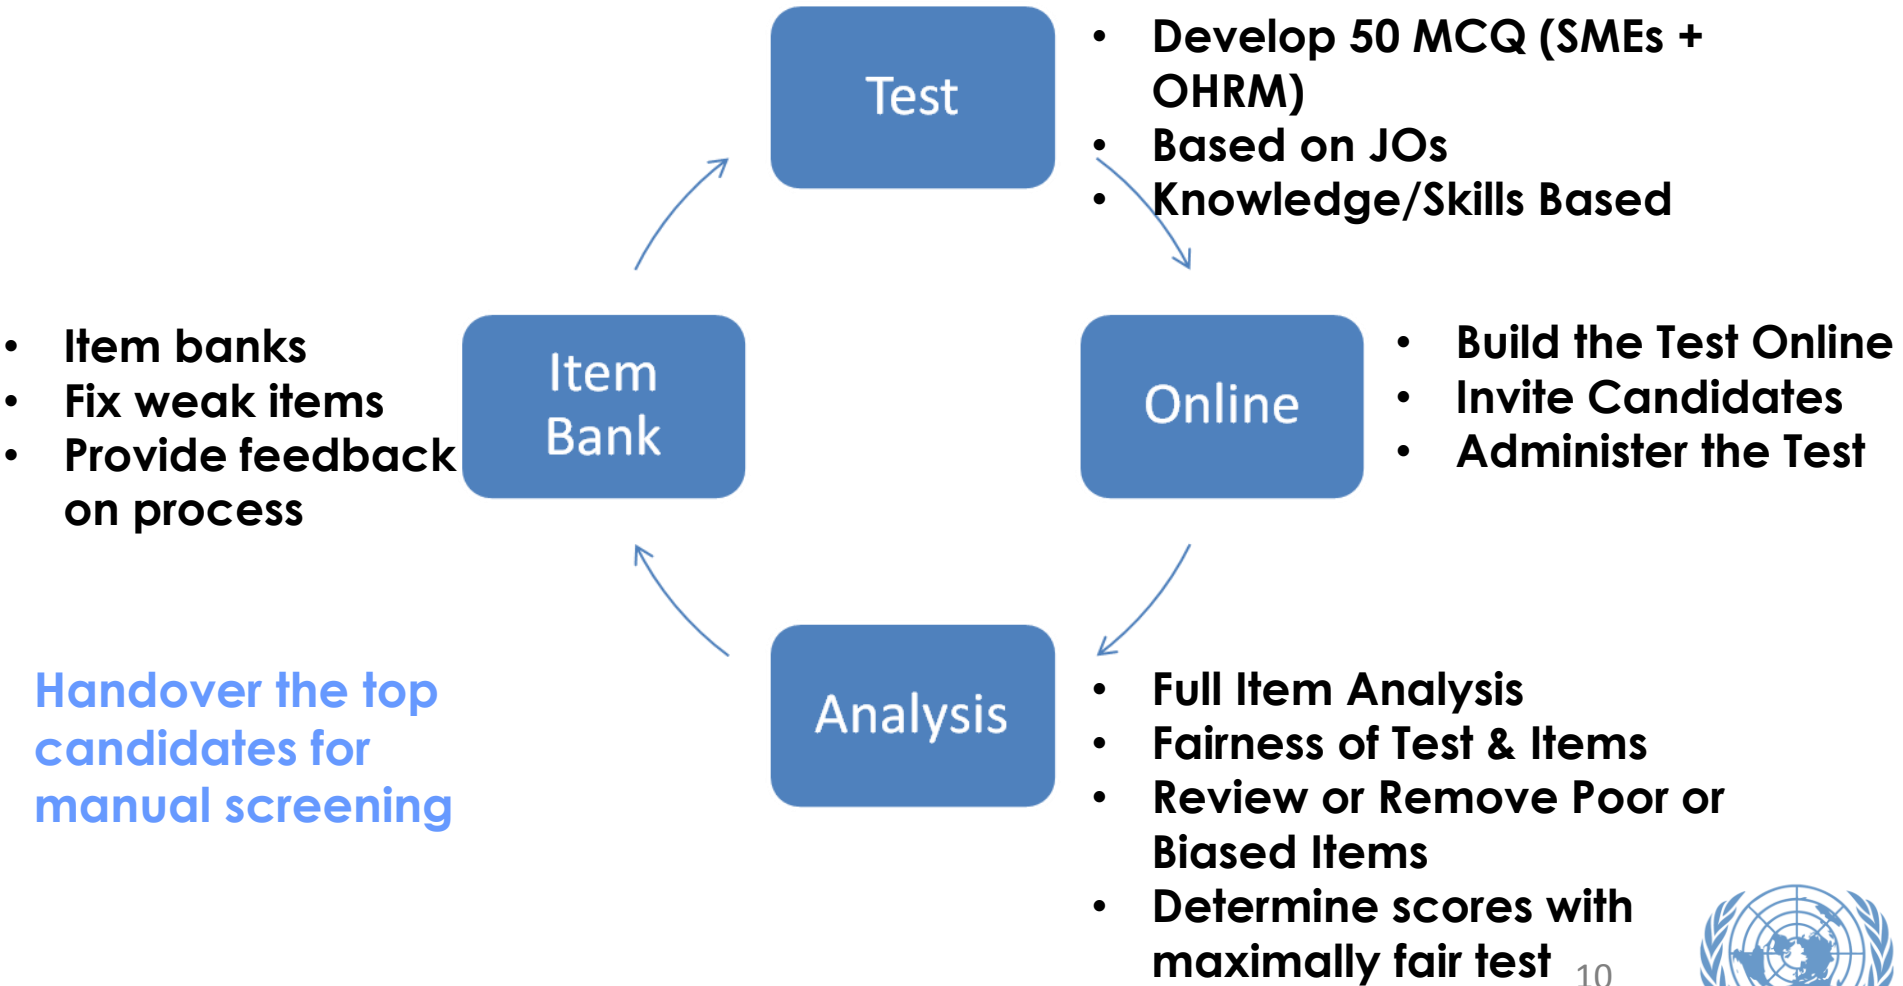 Test
• Develop 50 MCQ (SMEs +
OHRM)
• Based on JOs
• Knowledge/Skills Based
Online
• Build the Test Online
• Invite Candidates
• Administer the Test
Analysis
• Full Item Analysis
• Fairness of Test & Items
• Review or Remove Poor or
Biased Items
• Determine scores with
maximally fair test
Item
Bank
• Item banks
• Fix weak items
• Provide feedback
on process
Handover the top
candidates for
manual screening
10